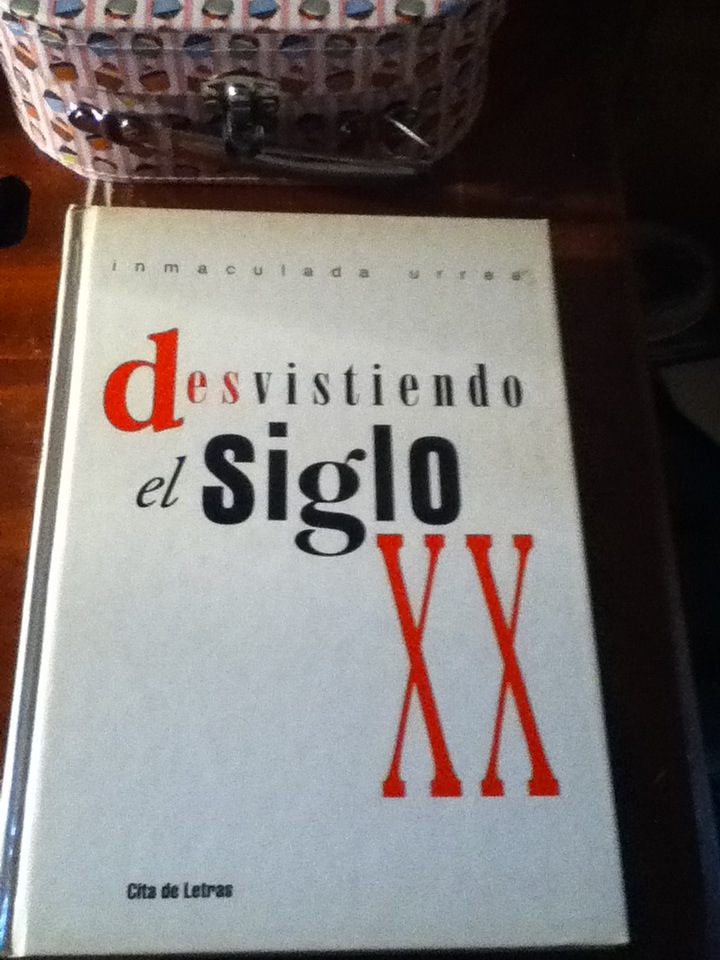 inmaculada urrea
desvistiendo
el Siglo
XX
Cita de Letras